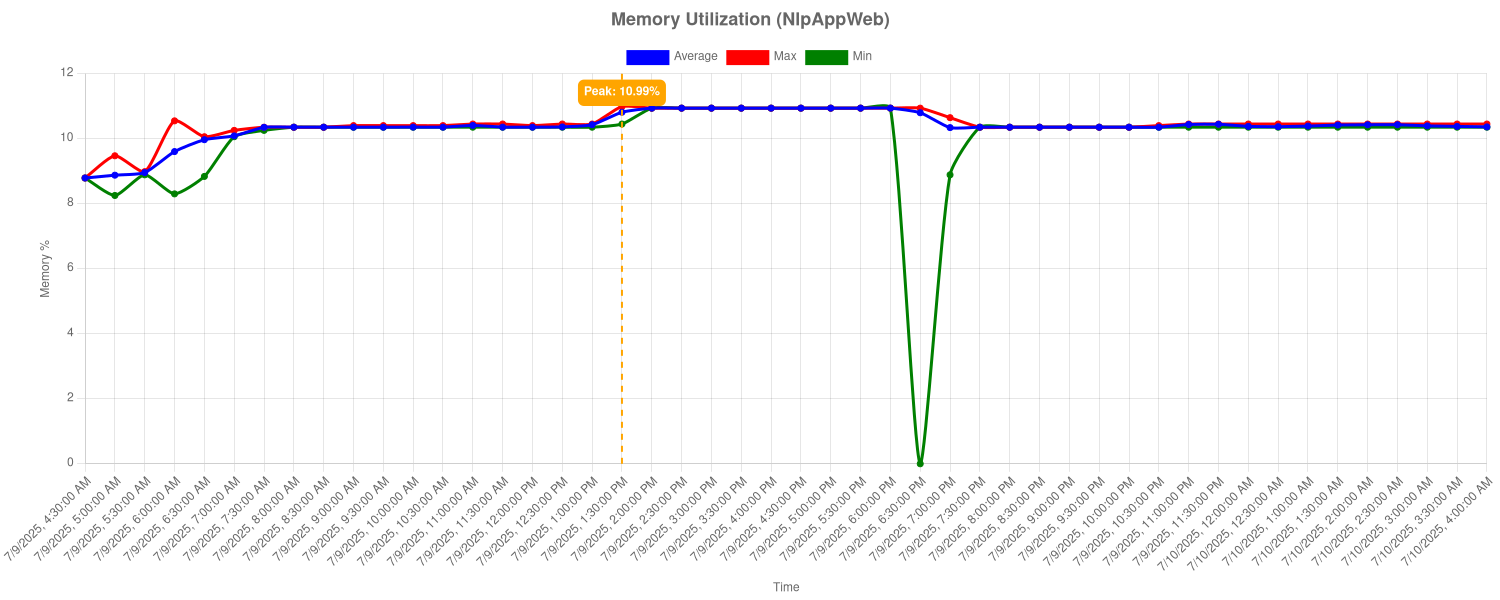 Memory Utilization (NlpAppWeb)
Average Max Min
Peak: 10.99%
Memory %
12
10
8
6
4
2
0
7/9/2025, 4:30:00 AM
7/9/2025, 5:00:00 AM
7/9/2025, 5:30:00 AM
7/9/2025, 6:00:00 AM
7/9/2025, 6:30:00 AM
7/9/2025, 7:00:00 AM
7/9/2025, 7:30:00 AM
7/9/2025, 8:00:00 AM
7/9/2025, 8:30:00 AM
7/9/2025, 9:00:00 AM
7/9/2025, 9:30:00 AM
7/9/2025, 10:00:00 AM
7/9/2025, 10:30:00 AM
7/9/2025, 11:00:00 AM
7/9/2025, 11:30:00 AM
7/9/2025, 12:00:00 PM
7/9/2025, 12:30:00 PM
7/9/2025, 1:00:00 PM
7/9/2025, 1:30:00 PM
7/9/2025, 2:00:00 PM
7/9/2025, 2:30:00 PM
7/9/2025, 3:00:00 PM
7/9/2025, 3:30:00 PM
7/9/2025, 4:00:00 PM
7/9/2025, 4:30:00 PM
7/9/2025, 5:00:00 PM
7/9/2025, 5:30:00 PM
7/9/2025, 6:00:00 PM
7/9/2025, 6:30:00 PM
7/9/2025, 7:00:00 PM
7/9/2025, 7:30:00 PM
7/9/2025, 8:00:00 PM
7/9/2025, 8:30:00 PM
7/9/2025, 9:00:00 PM
7/9/2025, 9:30:00 PM
7/9/2025, 10:00:00 PM
7/9/2025, 10:30:00 PM
7/9/2025, 11:00:00 PM
7/9/2025, 11:30:00 PM
7/10/2025, 12:00:00 AM
7/10/2025, 12:30:00 AM
7/10/2025, 1:00:00 AM
7/10/2025, 1:30:00 AM
7/10/2025, 2:00:00 AM
7/10/2025, 2:30:00 AM
7/10/2025, 3:00:00 AM
7/10/2025, 3:30:00 AM
7/10/2025, 4:00:00 AM
Time